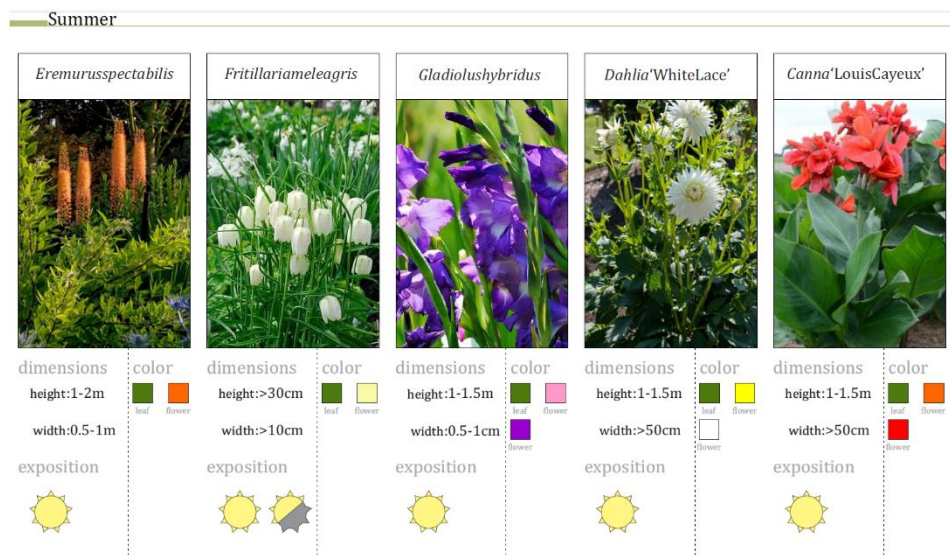 Summer
Eremurusspectabilis
Fritillariameleagris
Gladiolushybridus
Dahlia‘WhiteLace’
Canna‘LouisCayeux’
dimensions
color
height:1-2m
leaf
flower
width:0.5-1m
exposition
dimensions
color
height:>30cm
leaf
flower
width:>10cm
exposition
dimensions
color
height:1-1.5m
leaf
flower
width:0.5-1cm
flower
exposition
dimensions
color
height:1-1.5m
leaf
flower
width:>50cm
flower
exposition
dimensions
color
height:1-1.5m
leaf
flower
width:>50cm
flower
exposition